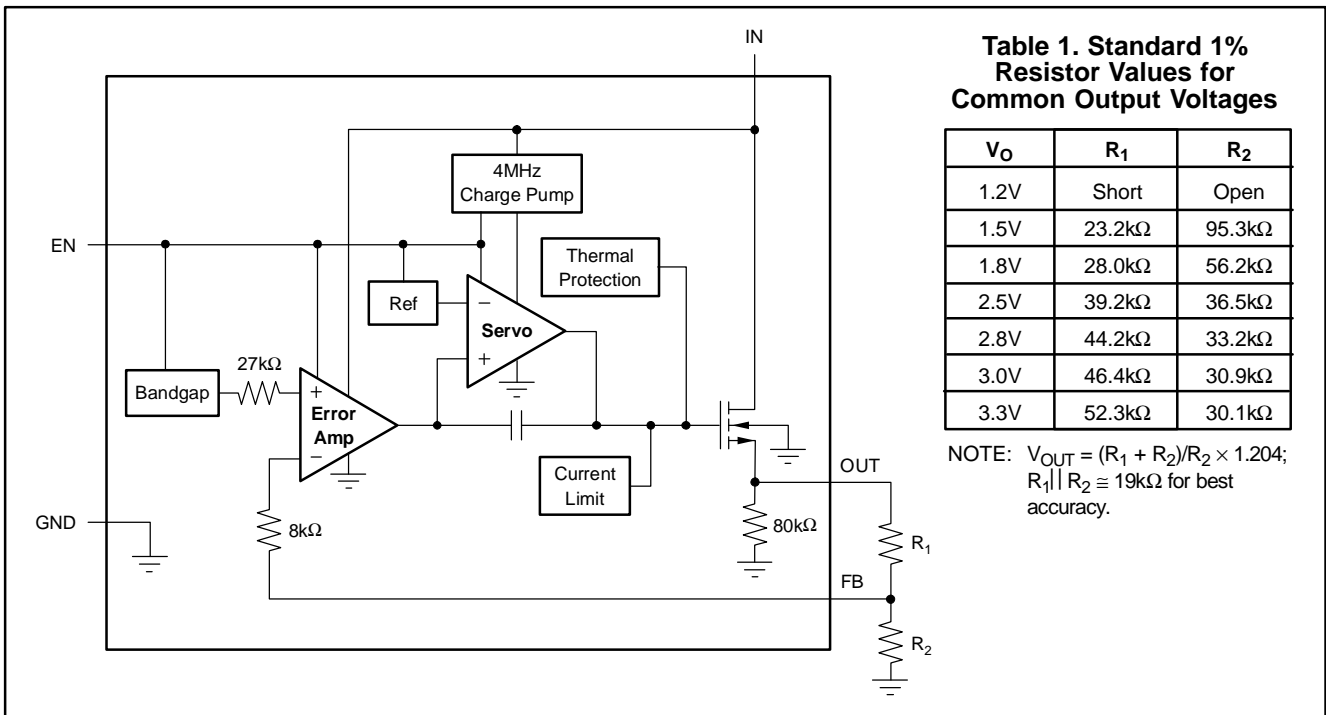 IN
4MHz
Charge Pump
EN
Thermal
Protection
Ref
−
Servo
+
27kΩ
Bandgap
+
Error
Amp
−
Current
Limit
OUT
GND
8kΩ
80kΩ
R1
FB
R2
Table 1. Standard 1%
Resistor Values for
Common Output Voltages
VO R1 R2
1.2V Short Open
1.5V 23.2kΩ 95.3kΩ
1.8V 28.0kΩ 56.2kΩ
2.5V 39.2kΩ 36.5kΩ
2.8V 44.2kΩ 33.2kΩ
3.0V 46.4kΩ 30.9kΩ
3.3V 52.3kΩ 30.1kΩ
NOTE: VOUT = (R1 + R2)/R2 × 1.204;
R1|| R2 ≅ 19kΩ for best
accuracy.